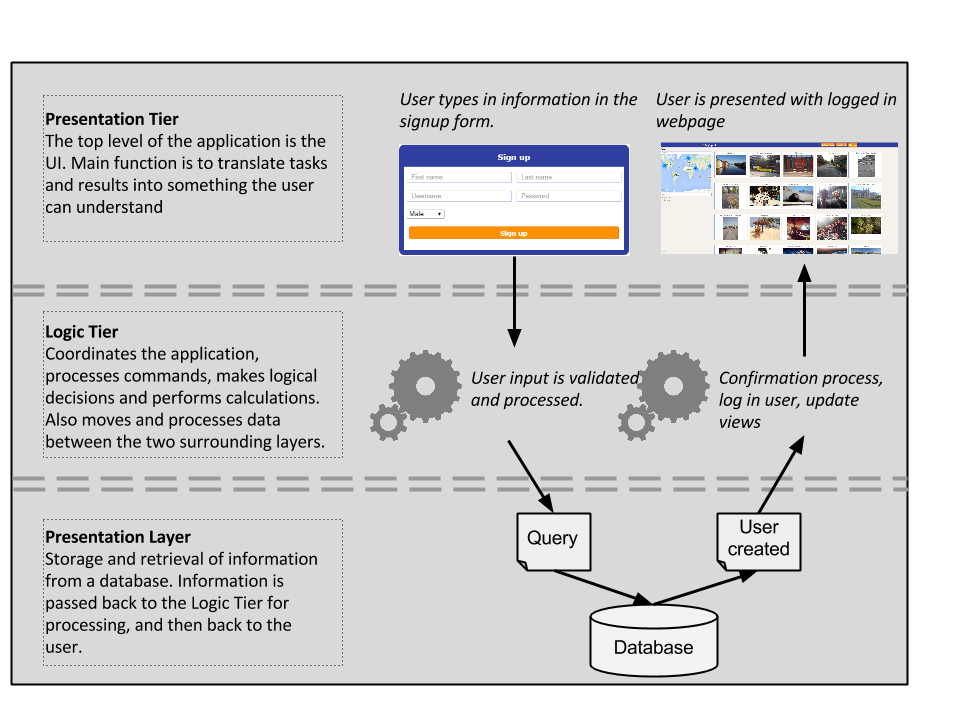 Presentation Tier
The top level of the application is the
UI. Main function is to translate tasks
and results into something the user
can understand
User types in information in the
signup form.
Sign up
First name
Last name
Username
Password
Male
Sign up
User is presented with logged in
webpage
Logic Tier
Coordinates the application,
processes commands, makes logical
decisions and performs calculations.
Also moves and processes data
between the two surrounding layers.
User input is validated
and processed.
Confirmation process,
log in user, update
views
Presentation Layer
Storage and retrieval of information
from a database. Information is
passed back to the Logic Tier for
processing, and then back to the
user.
Query
User
created
Database